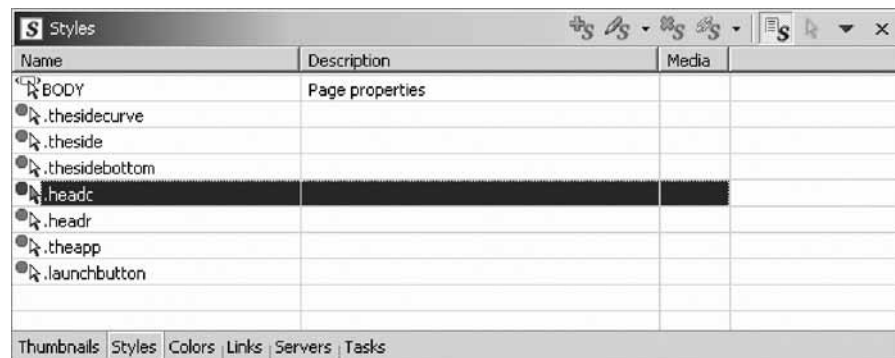 S Styles
Name Description Media
BODY Page properties
.thesidecurve
.theside
.thesidebottom
.headc
.headr
.theapp
.launchbutton
Thumbnails Styles Colors Links Servers Tasks